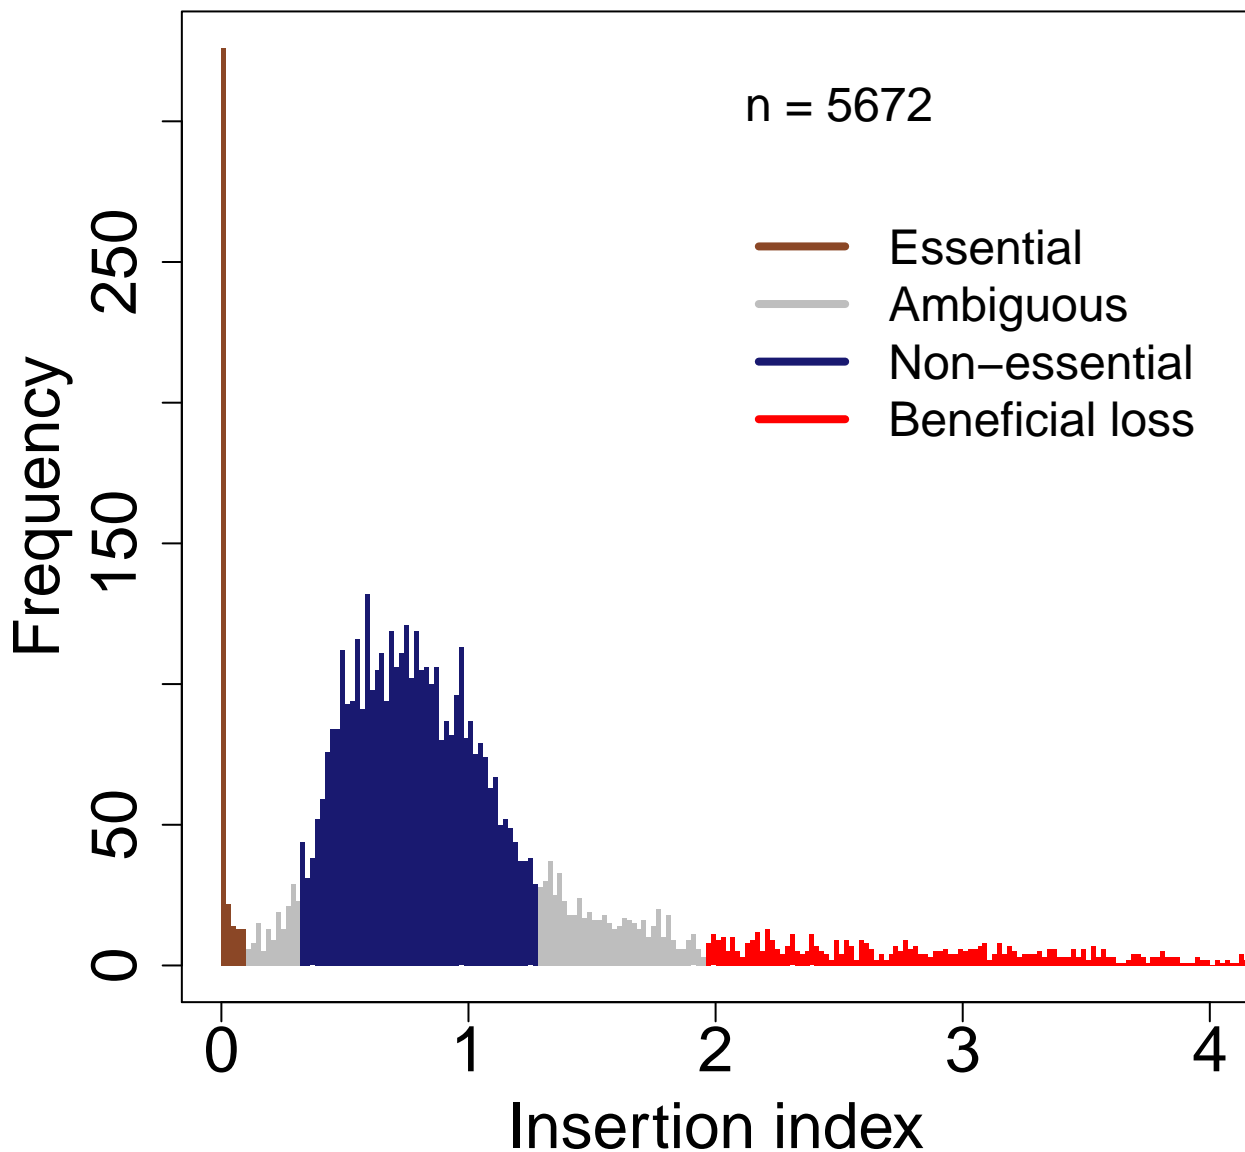 n = 5672
Essential
Ambiguous
Non−essential
Beneficial loss
Frequency
250
150
50
0
0 1 2 3 4
Insertion index